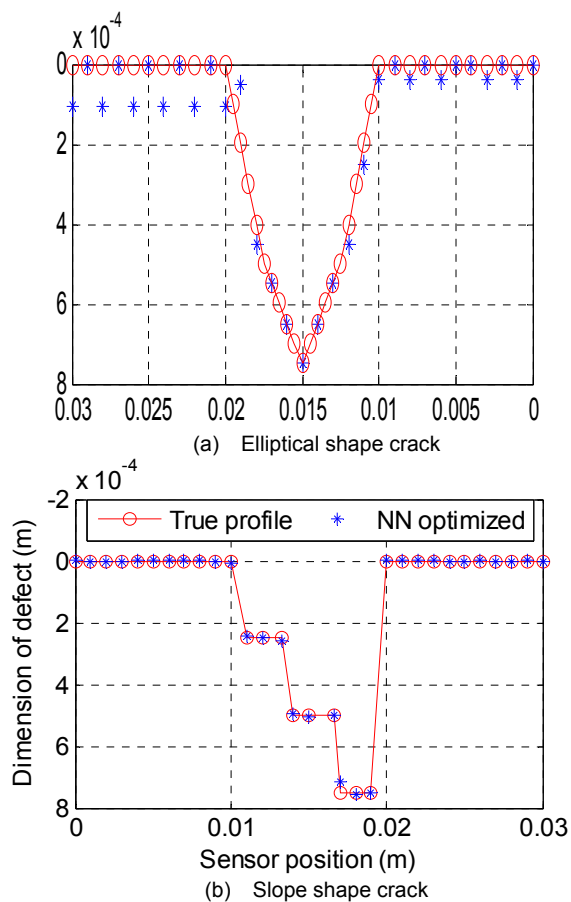 x 10-4
0
2
4
6
8
0.03 0.025 0.02 0.015 0.01 0.005 0
(a) Elliptical shape crack
x 10-4
-2
True profile NN optimized
0
2
4
6
8
Dimension of defect (m)
0 0.01 0.02 0.03
Sensor position (m)
(b) Slope shape crack